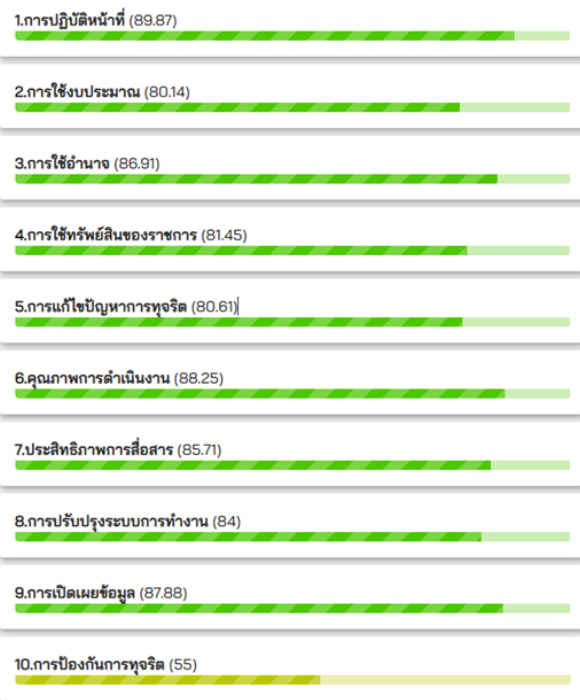 1.การปฏิบัติหน้าที่ (89.87)
2.การใช้งบประมาณ (80.14)
3.การใช้อำนาจ (86.91)
4.การใช้ทรัพย์สินของราชการ (81.45)
5.การแก้ไขปัญหาการทุจริต (80.61)
6.คุณภาพการดำเนินงาน (88.25)
7.ประสิทธิภาพการสื่อสาร (85.71)
8.การปรับปรุงระบบการทำงาน (84)
9.การเปิดเผยข้อมูล (87.88)
10.การป้องกันการทุจริต (55)